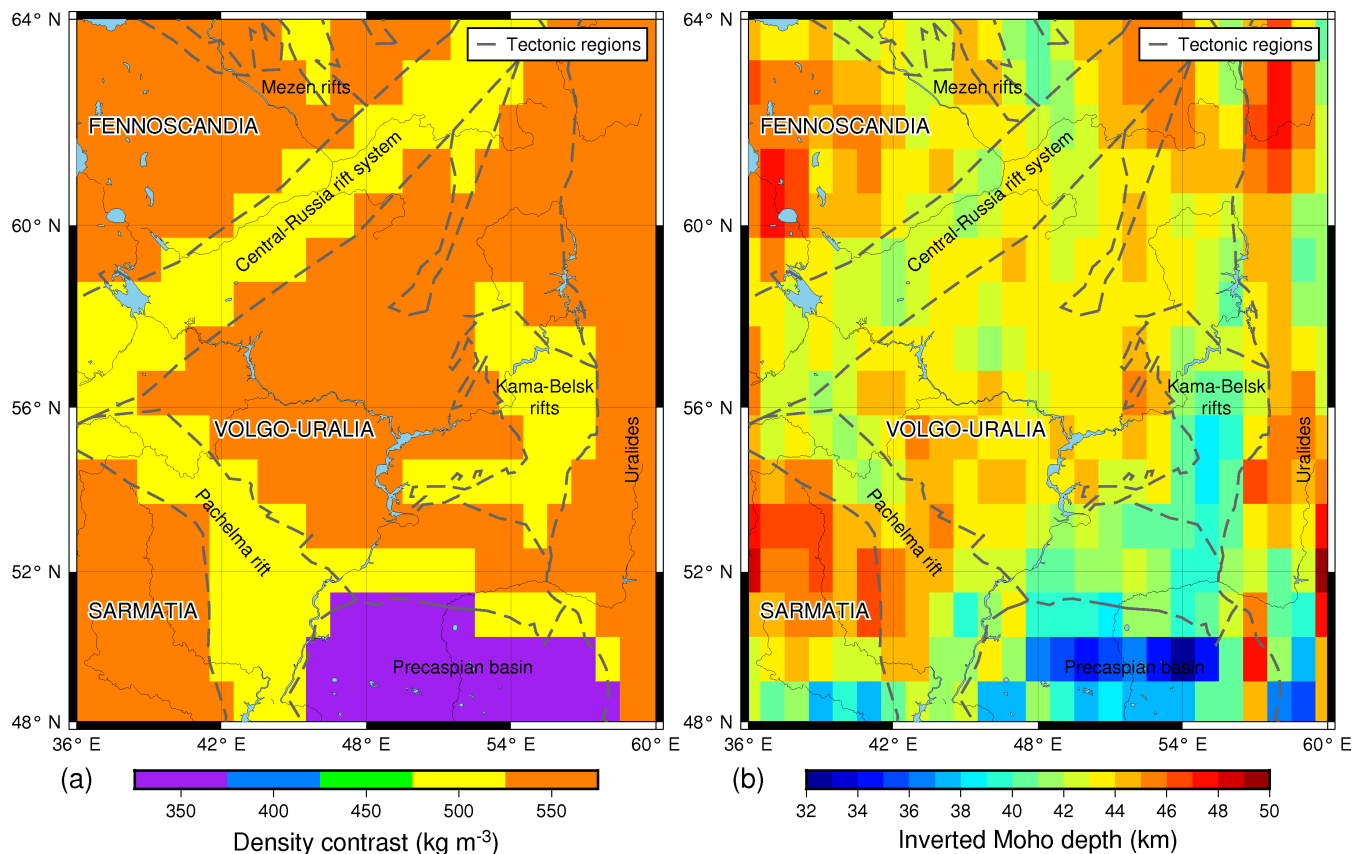 64° N
60° N
56° N
52° N
48° N
36° E
42° E
48° E
54° E
60° E
Tectonic regions
Mezen rifts
FENNOSCANDIA
Central-Russia rift system
Kama-Belsk
rifts
VOLGO-URALIA
Uralides
Pachelma rift
SARMATIA
Precaspian basin
(a)
350
400
450
500
550
Density contrast (kg m⁻³)
64° N
60° N
56° N
52° N
48° N
36° E
42° E
48° E
54° E
60° E
Tectonic regions
Mezen rifts
FENNOSCANDIA
Central-Russia rift system
Kama-Belsk
rifts
VOLGO-URALIA
Uralides
Pachelma rift
SARMATIA
Precaspian basin
(b)
32
34
36
38
40
42
44
46
48
50
Inverted Moho depth (km)